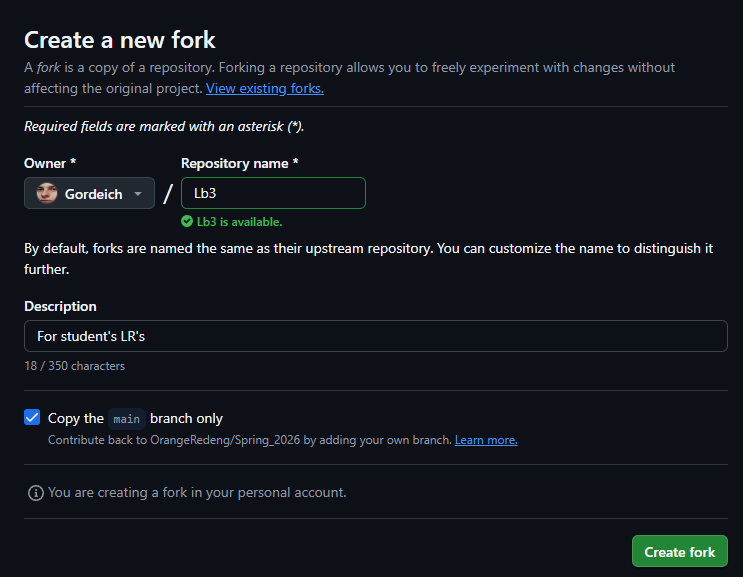 Create a new fork
A fork is a copy of a repository. Forking a repository allows you to freely experiment with changes without
affecting the original project. View existing forks.
Required fields are marked with an asterisk (*).
Owner *
Repository name *
Gordeich
/
Lb3
Lb3 is available.
By default, forks are named the same as their upstream repository. You can customize the name to distinguish it
further.
Description
For student's LR's
18 / 350 characters
Copy the main branch only
Contribute back to OrangeRedeng/Spring_2026 by adding your own branch. Learn more.
You are creating a fork in your personal account.
Create fork